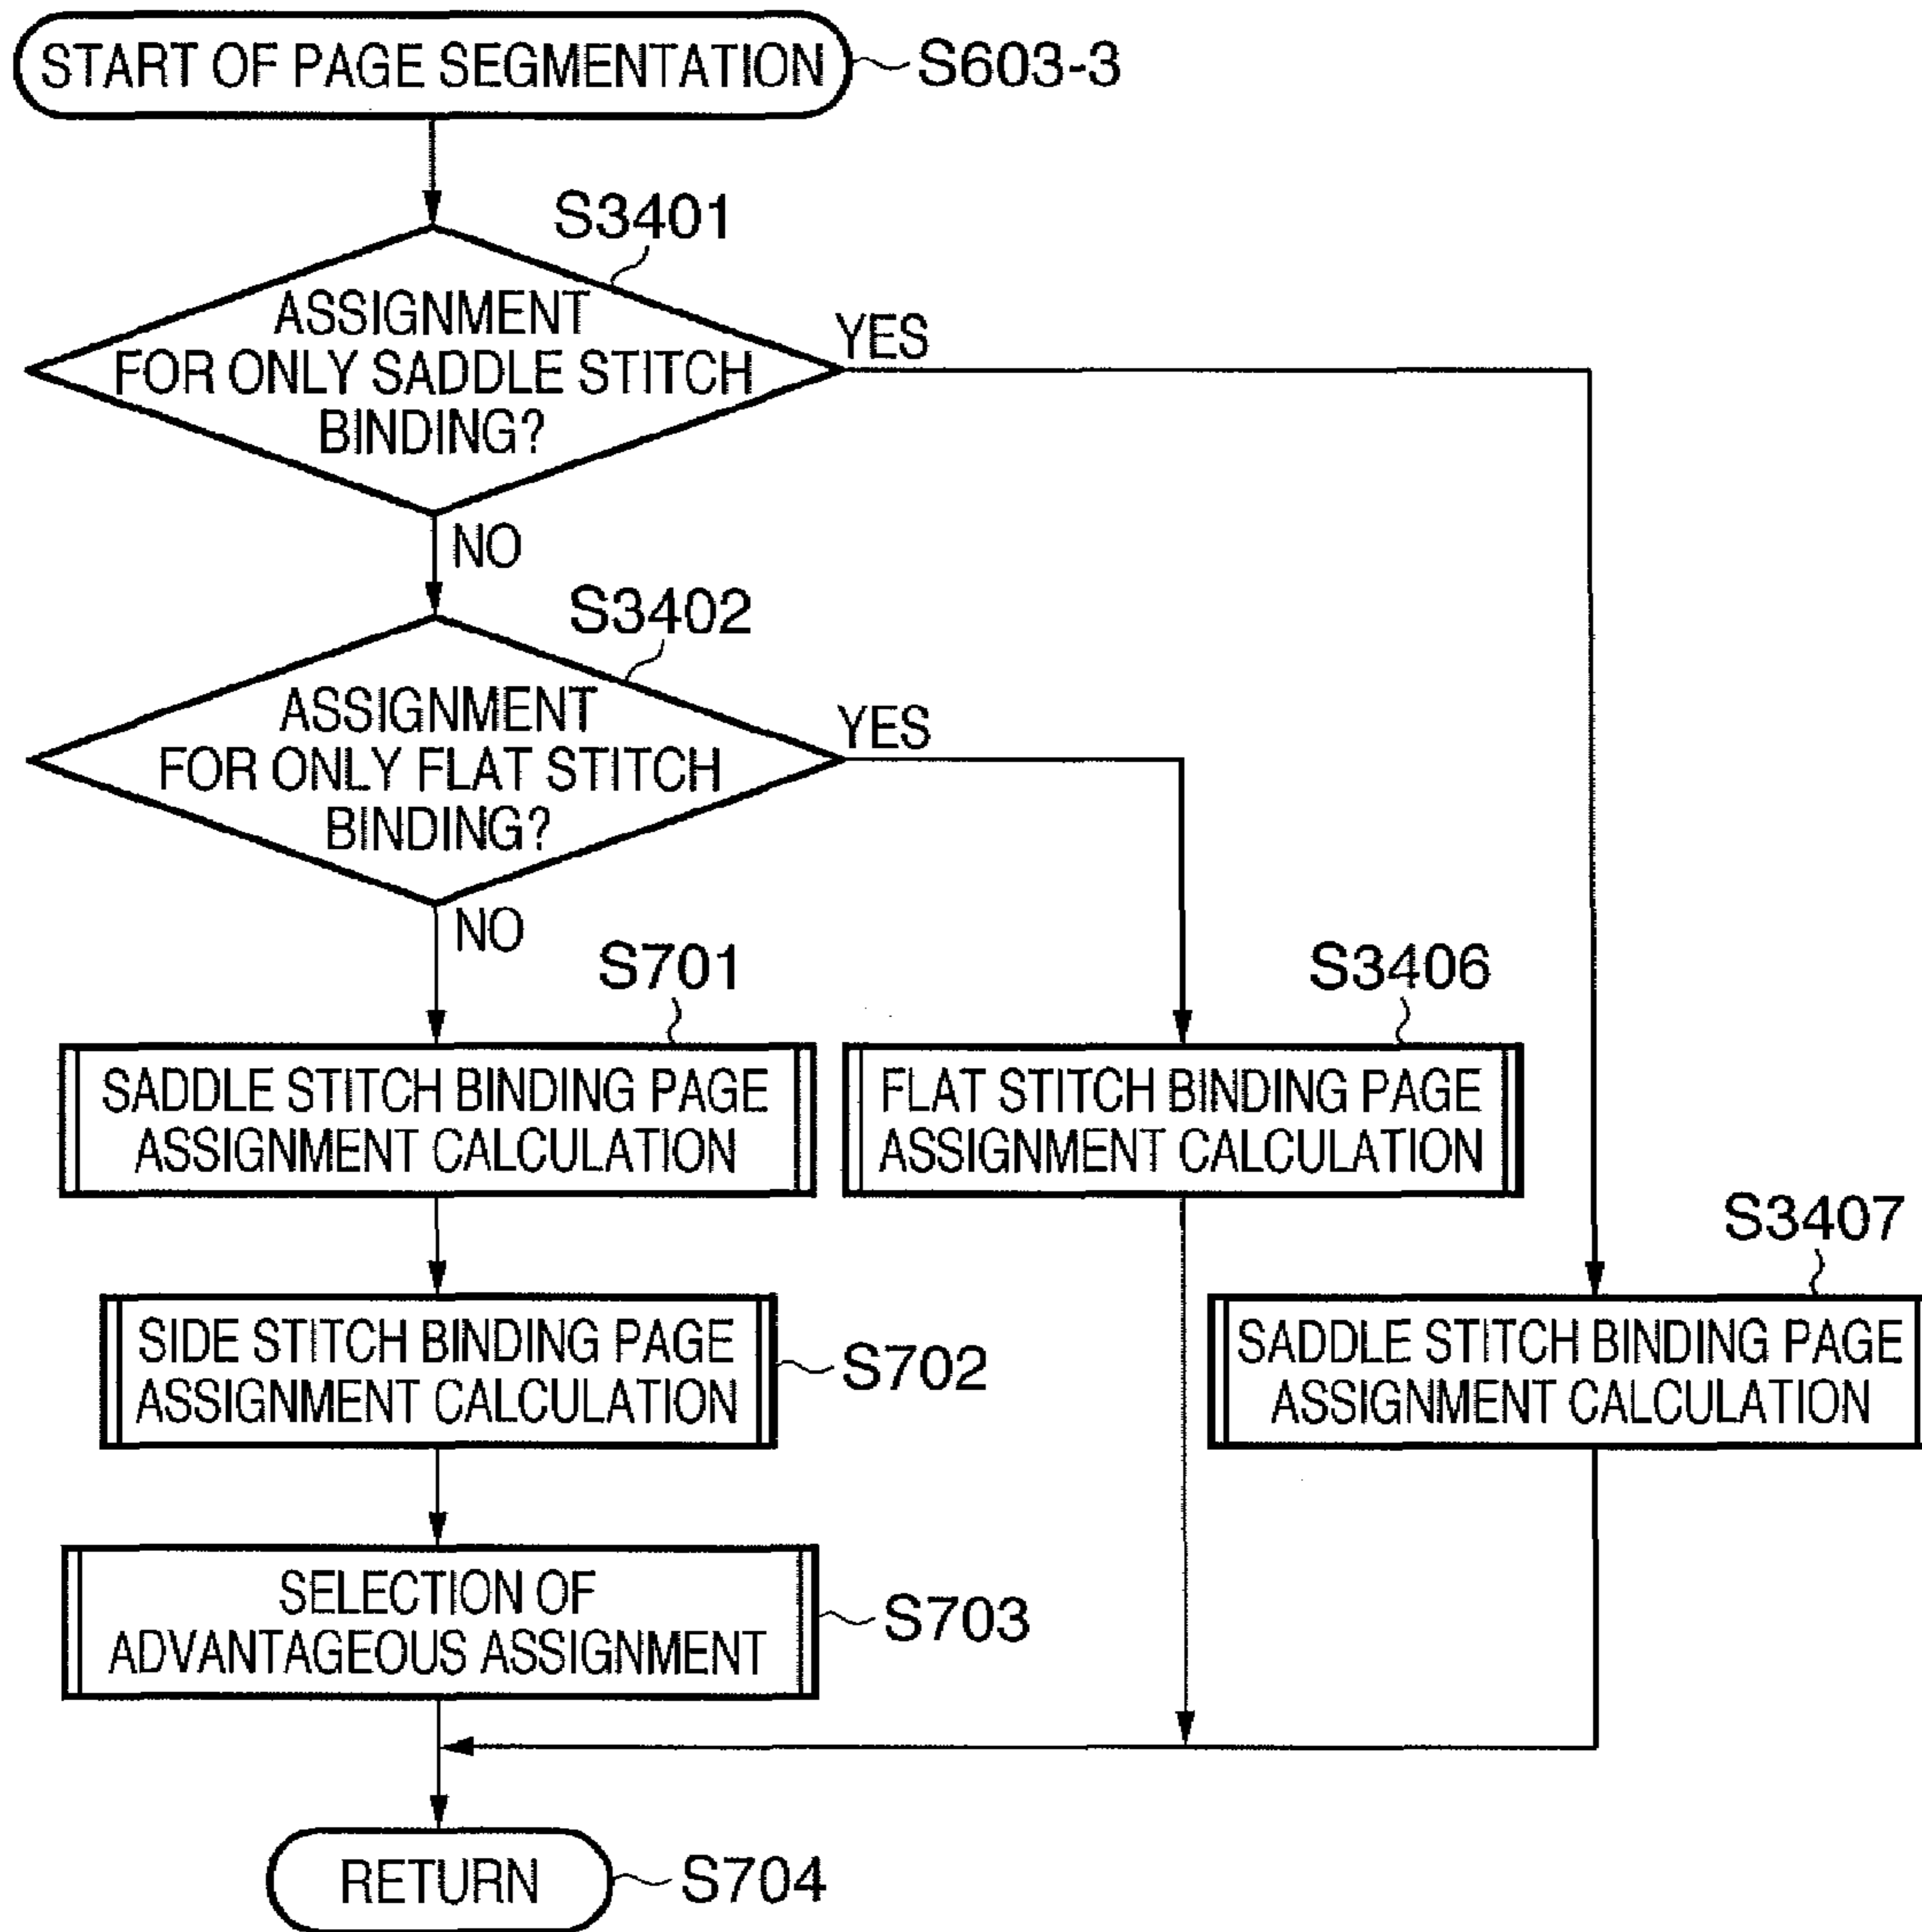 START OF PAGE SEGMENTATION
S603-3
S3401
ASSIGNMENT
FOR ONLY SADDLE STITCH
BINDING?
YES
NO
S3402
ASSIGNMENT
FOR ONLY FLAT STITCH
BINDING?
YES
NO
S701
SADDLE STITCH BINDING PAGE
ASSIGNMENT CALCULATION
S3406
FLAT STITCH BINDING PAGE
ASSIGNMENT CALCULATION
S3407
SADDLE STITCH BINDING PAGE
ASSIGNMENT CALCULATION
SIDE STITCH BINDING PAGE
ASSIGNMENT CALCULATION
S702
SELECTION OF
ADVANTAGEOUS ASSIGNMENT
S703
RETURN
S704